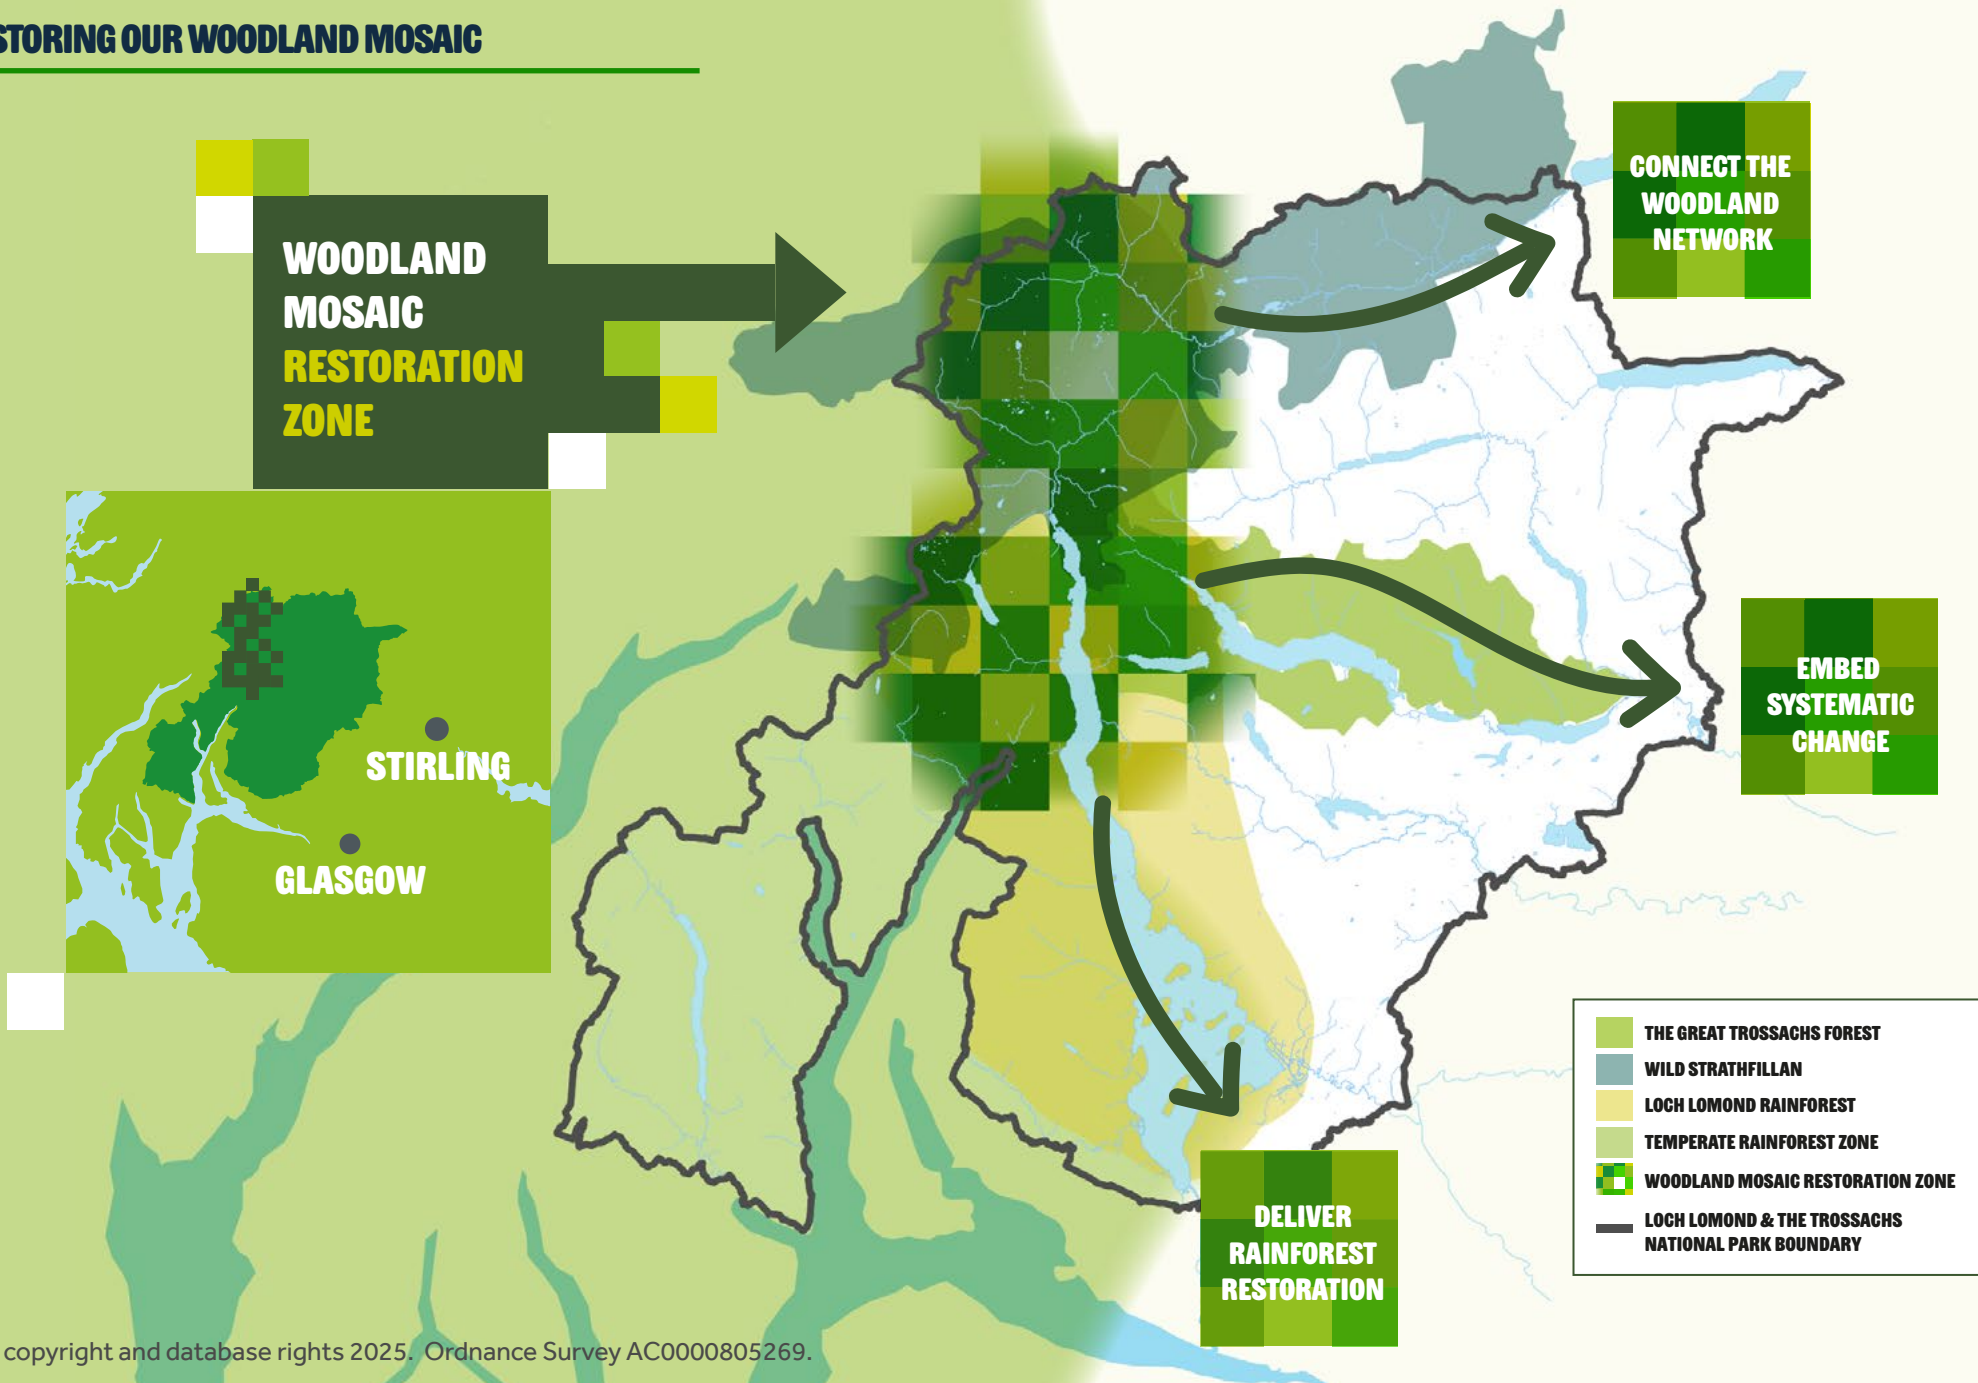 STORING OUR WOODLAND MOSAIC
WOODLAND
MOSAIC
RESTORATION
ZONE
STIRLING
GLASGOW
CONNECT THE
WOODLAND
NETWORK
EMBED
SYSTEMATIC
CHANGE
DELIVER
RAINFOREST
RESTORATION
THE GREAT TROSSACHS FOREST
WILD STRATHFILLAN
LOCH LOMOND RAINFOREST
TEMPERATE RAINFOREST ZONE
WOODLAND MOSAIC RESTORATION ZONE
LOCH LOMOND & THE TROSSACHS
NATIONAL PARK BOUNDARY
copyright and database rights 2025. Ordnance Survey AC0000805269.